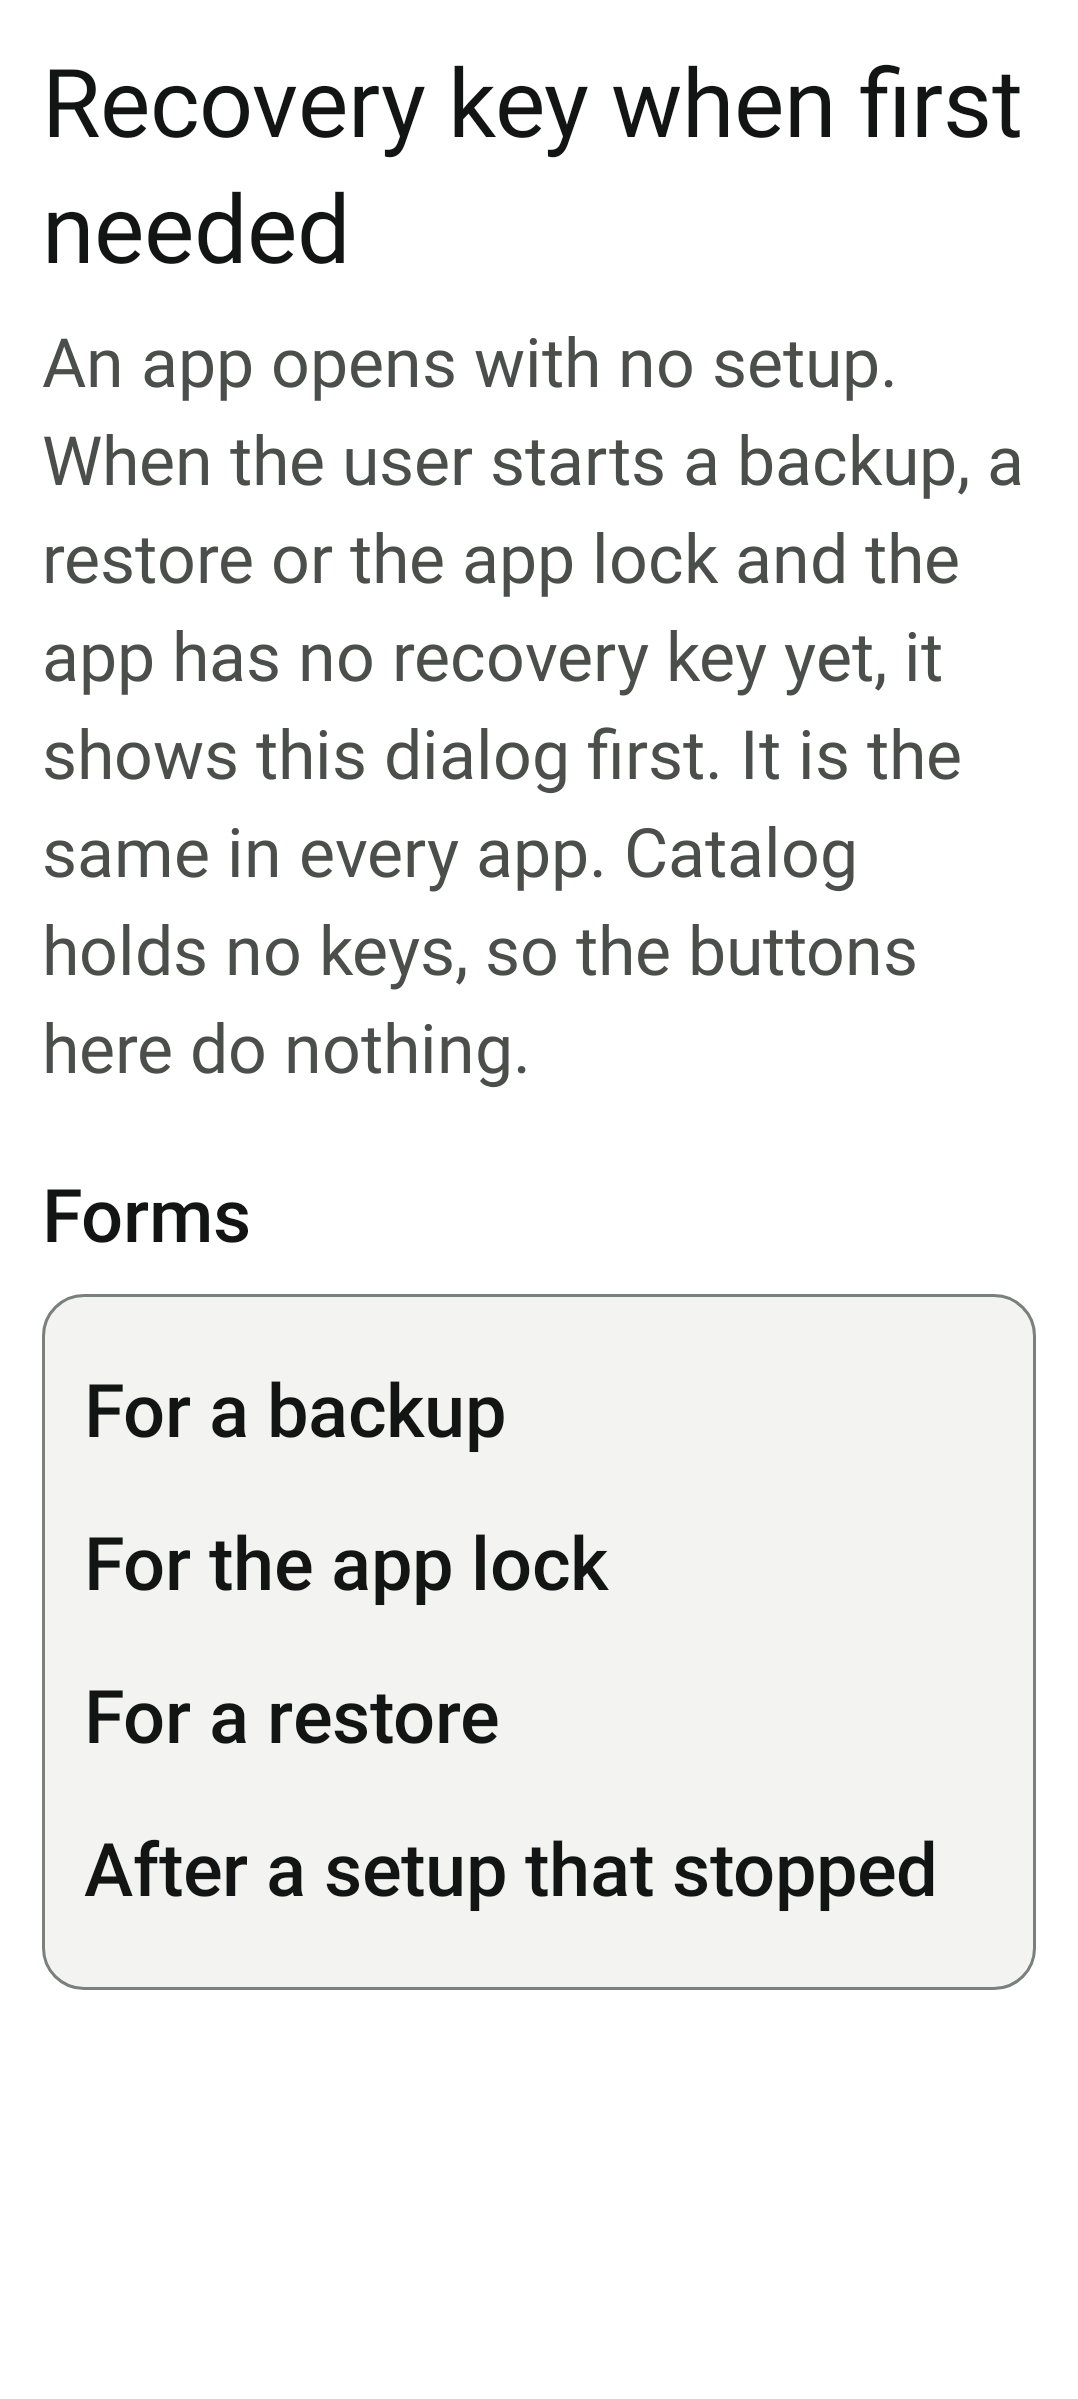 Recovery key when first
needed
An app opens with no setup.
When the user starts a backup, a
restore or the app lock and the
app has no recovery key yet, it
shows this dialog first. It is the
same in every app. Catalog
holds no keys, so the buttons
here do nothing.
Forms
For a backup
For the app lock
For a restore
After a setup that stopped